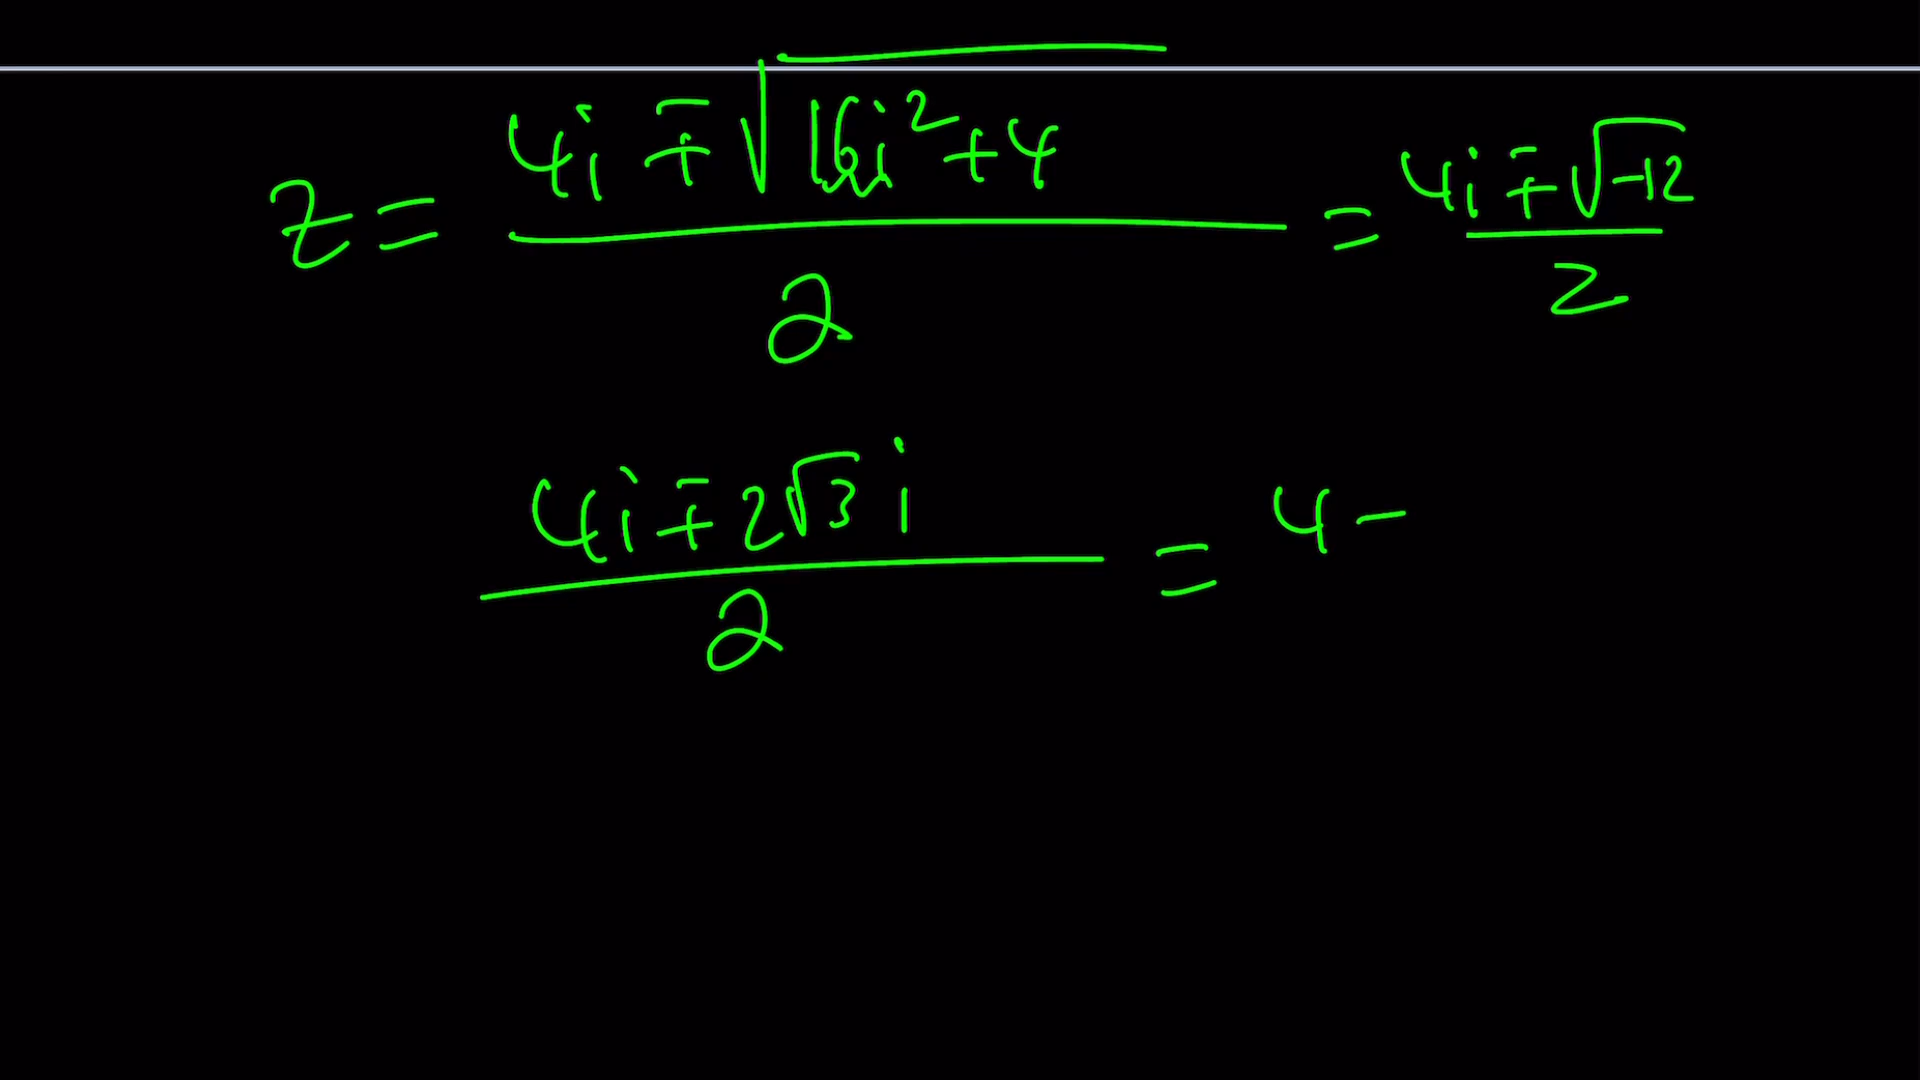 z = (4i ∓ √(16i² + 4)) / 2 = (4i ∓ √-12) / 2
(4i ∓ 2√3 i) / 2 = 4 -